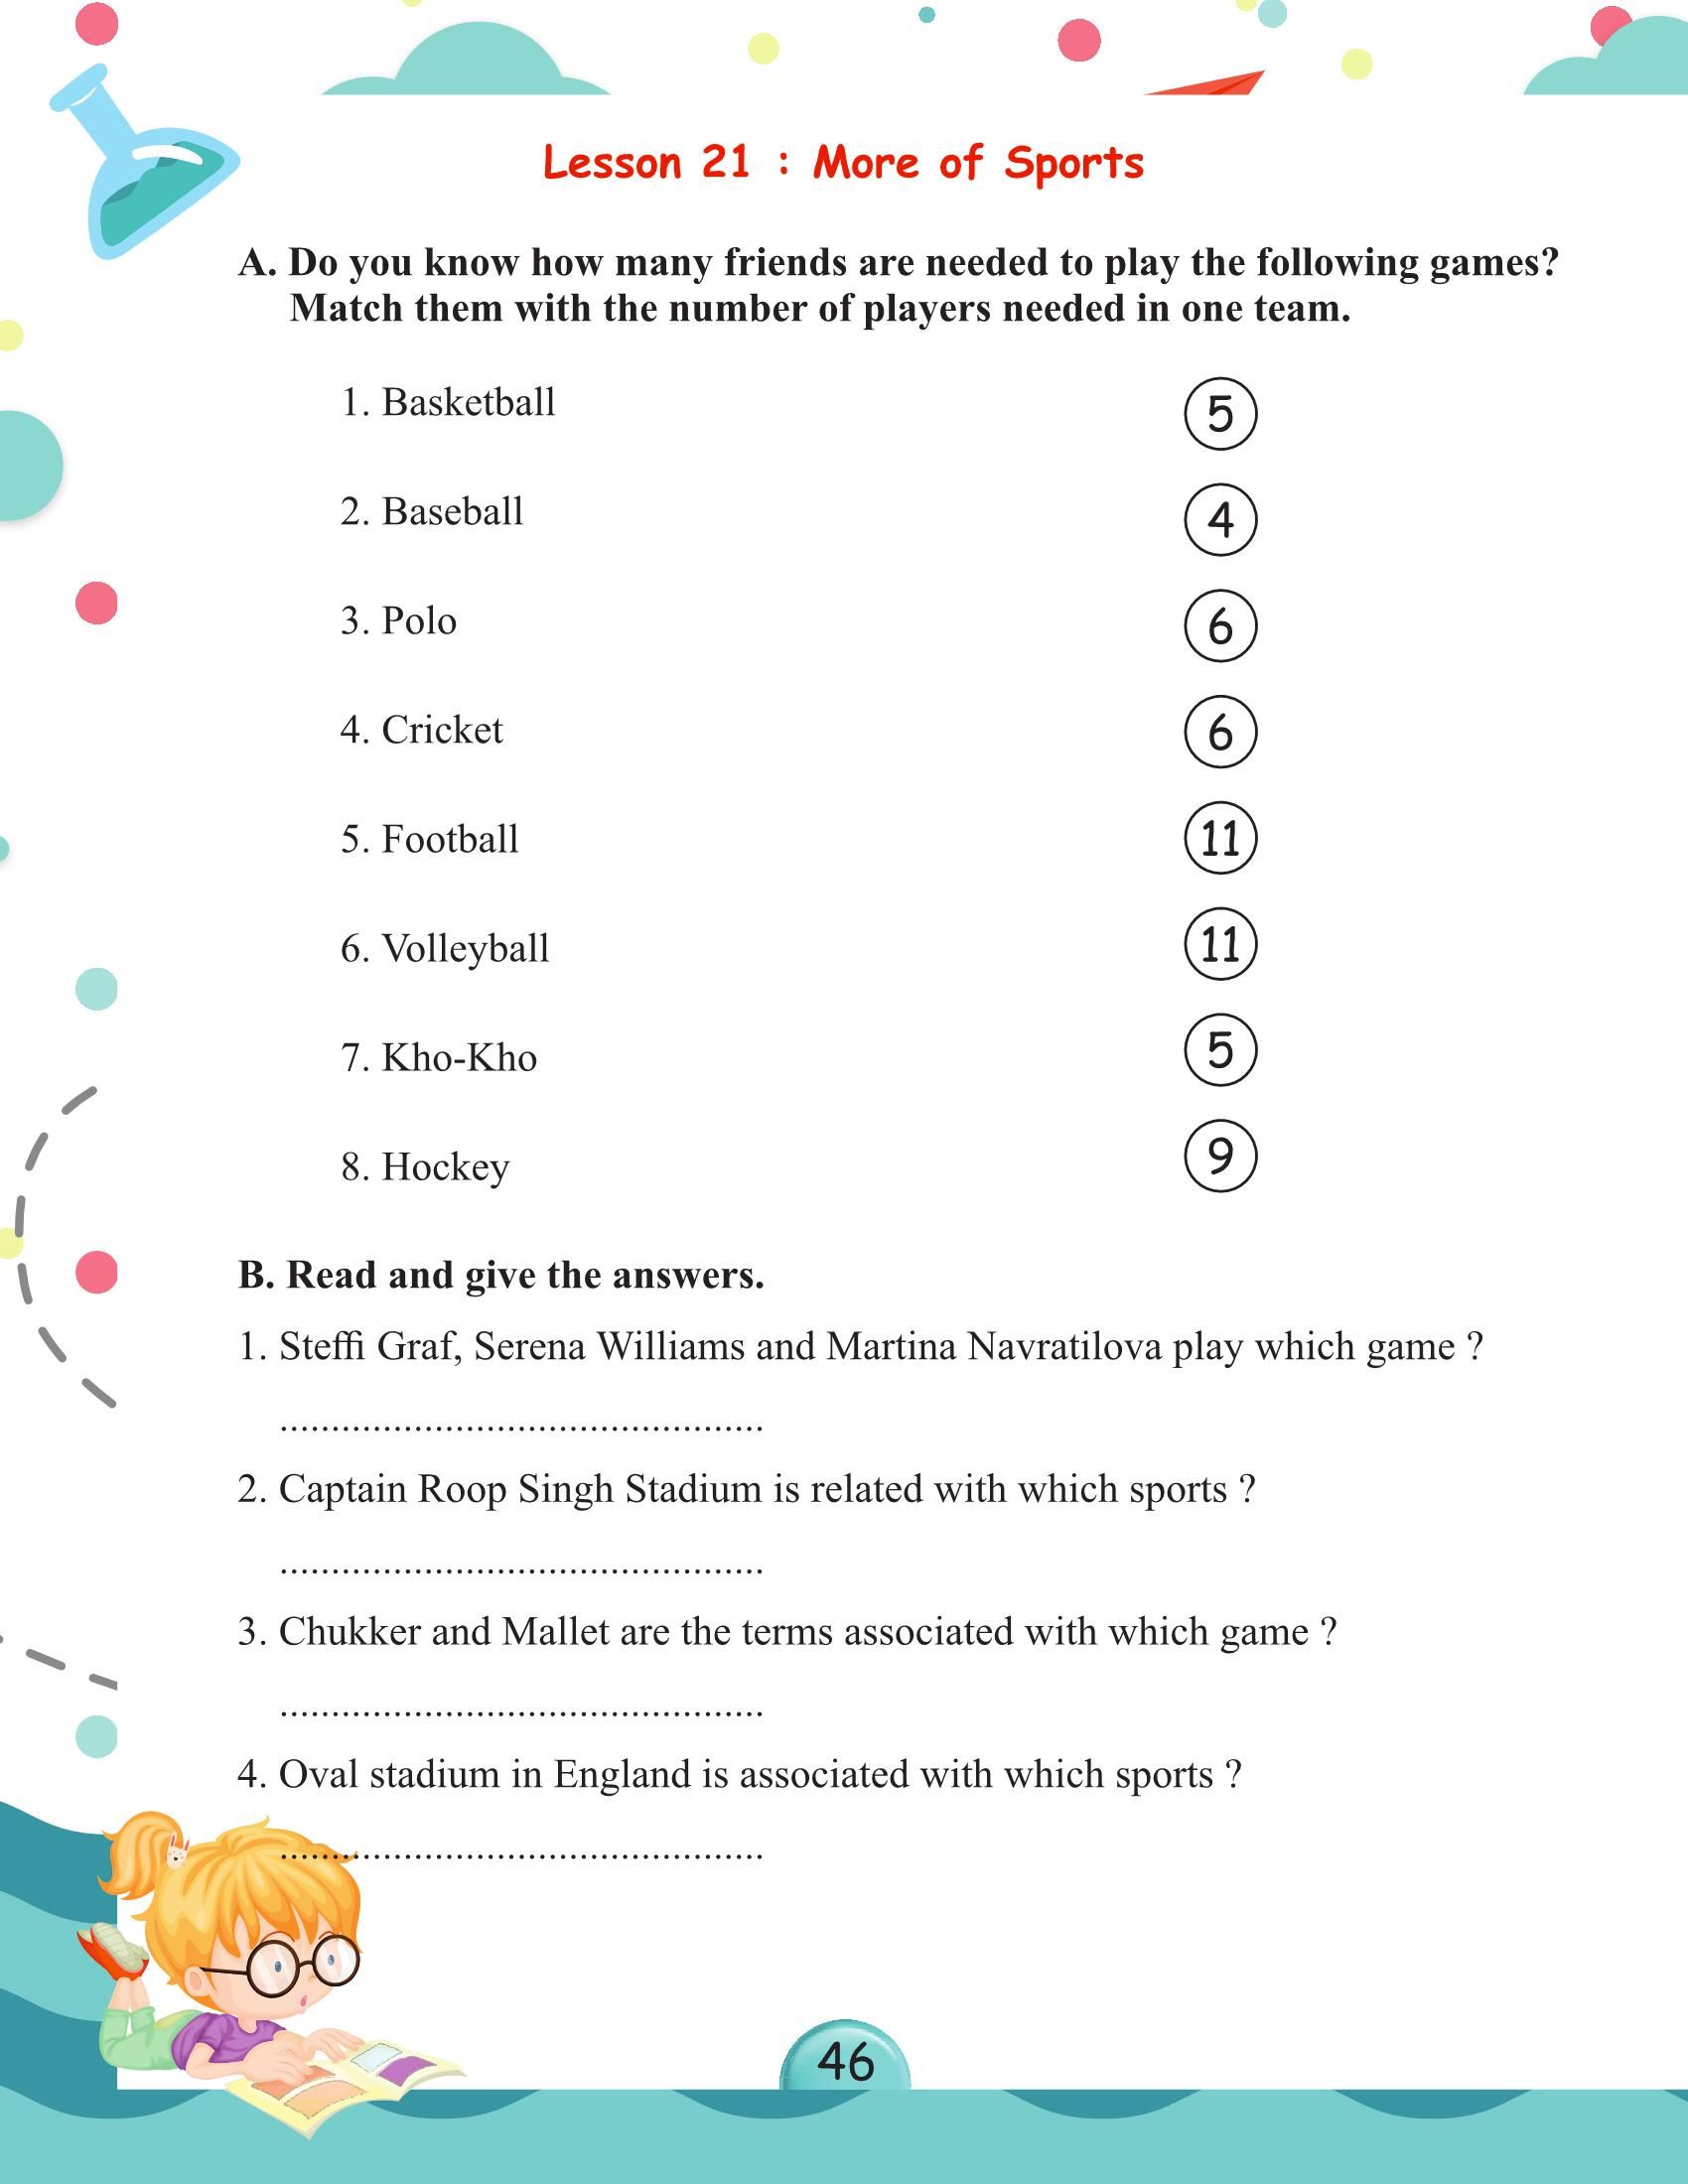 Lesson 21 : More of Sports
A. Do you know how many friends are needed to play the following games?
Match them with the number of players needed in one team.
1. Basketball
5
2. Baseball
4
3. Polo
6
4. Cricket
6
5. Football
11
6. Volleyball
11
7. Kho-Kho
5
8. Hockey
9
B. Read and give the answers.
1. Steffi Graf, Serena Williams and Martina Navratilova play which game ?
...............................................
2. Captain Roop Singh Stadium is related with which sports ?
...............................................
3. Chukker and Mallet are the terms associated with which game ?
...............................................
4. Oval stadium in England is associated with which sports ?
...............................................
46